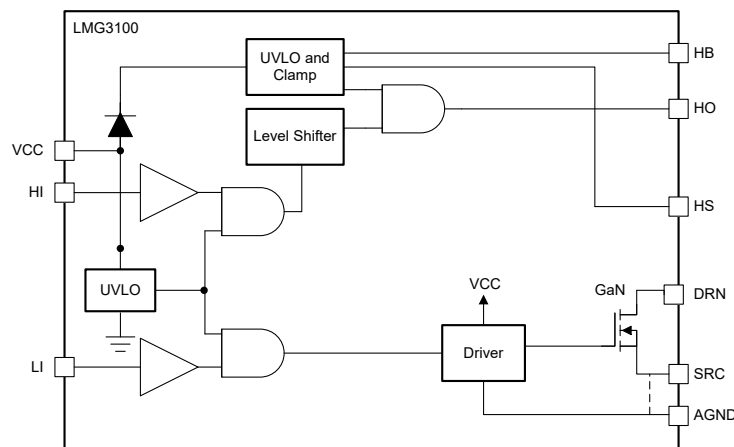 LMG3100
UVLO and
Clamp
HB
HO
Level Shifter
VCC
HI
HS
UVLO
VCC
GaN
DRN
Driver
LI
SRC
AGND